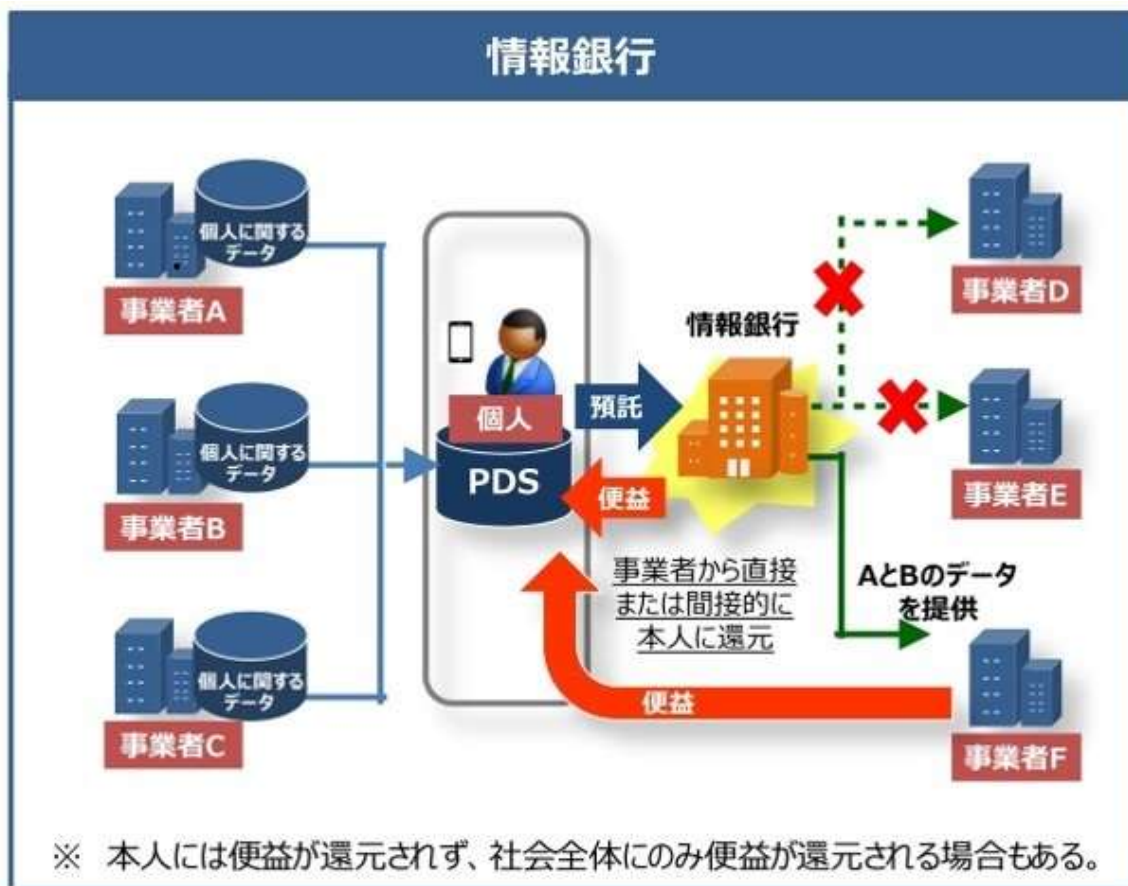 情報銀行
個人に関する
データ
事業者A
個人に関する
データ
事業者B
個人に関する
データ
事業者C
個人
PDS
預託
便益
情報銀行
事業者から直接
または間接的に
本人に還元
便益
事業者D
事業者E
AとBのデータ
を提供
事業者F
※ 本人には便益が還元されず、社会全体にのみ便益が還元される場合もある。